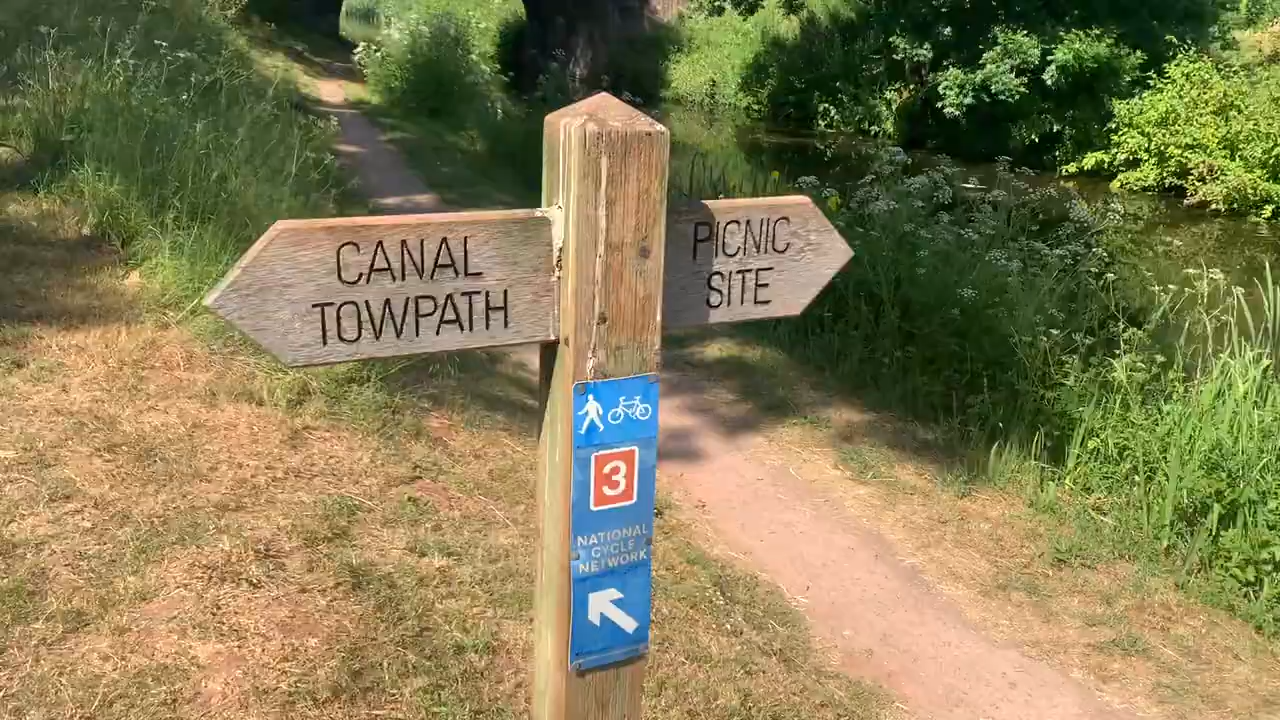 CANAL
TOWPATH
PICNIC
SITE
3
NATIONAL
CYCLE
NETWORK